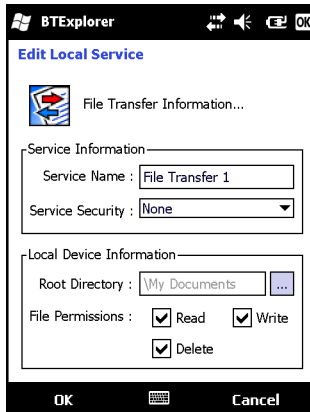 BTExplorer OK
Edit Local Service
File Transfer Information...
Service Information
Service Name : File Transfer 1
Service Security : None
Local Device Information
Root Directory : \My Documents ...
File Permissions : Read Write
Delete
OK Cancel